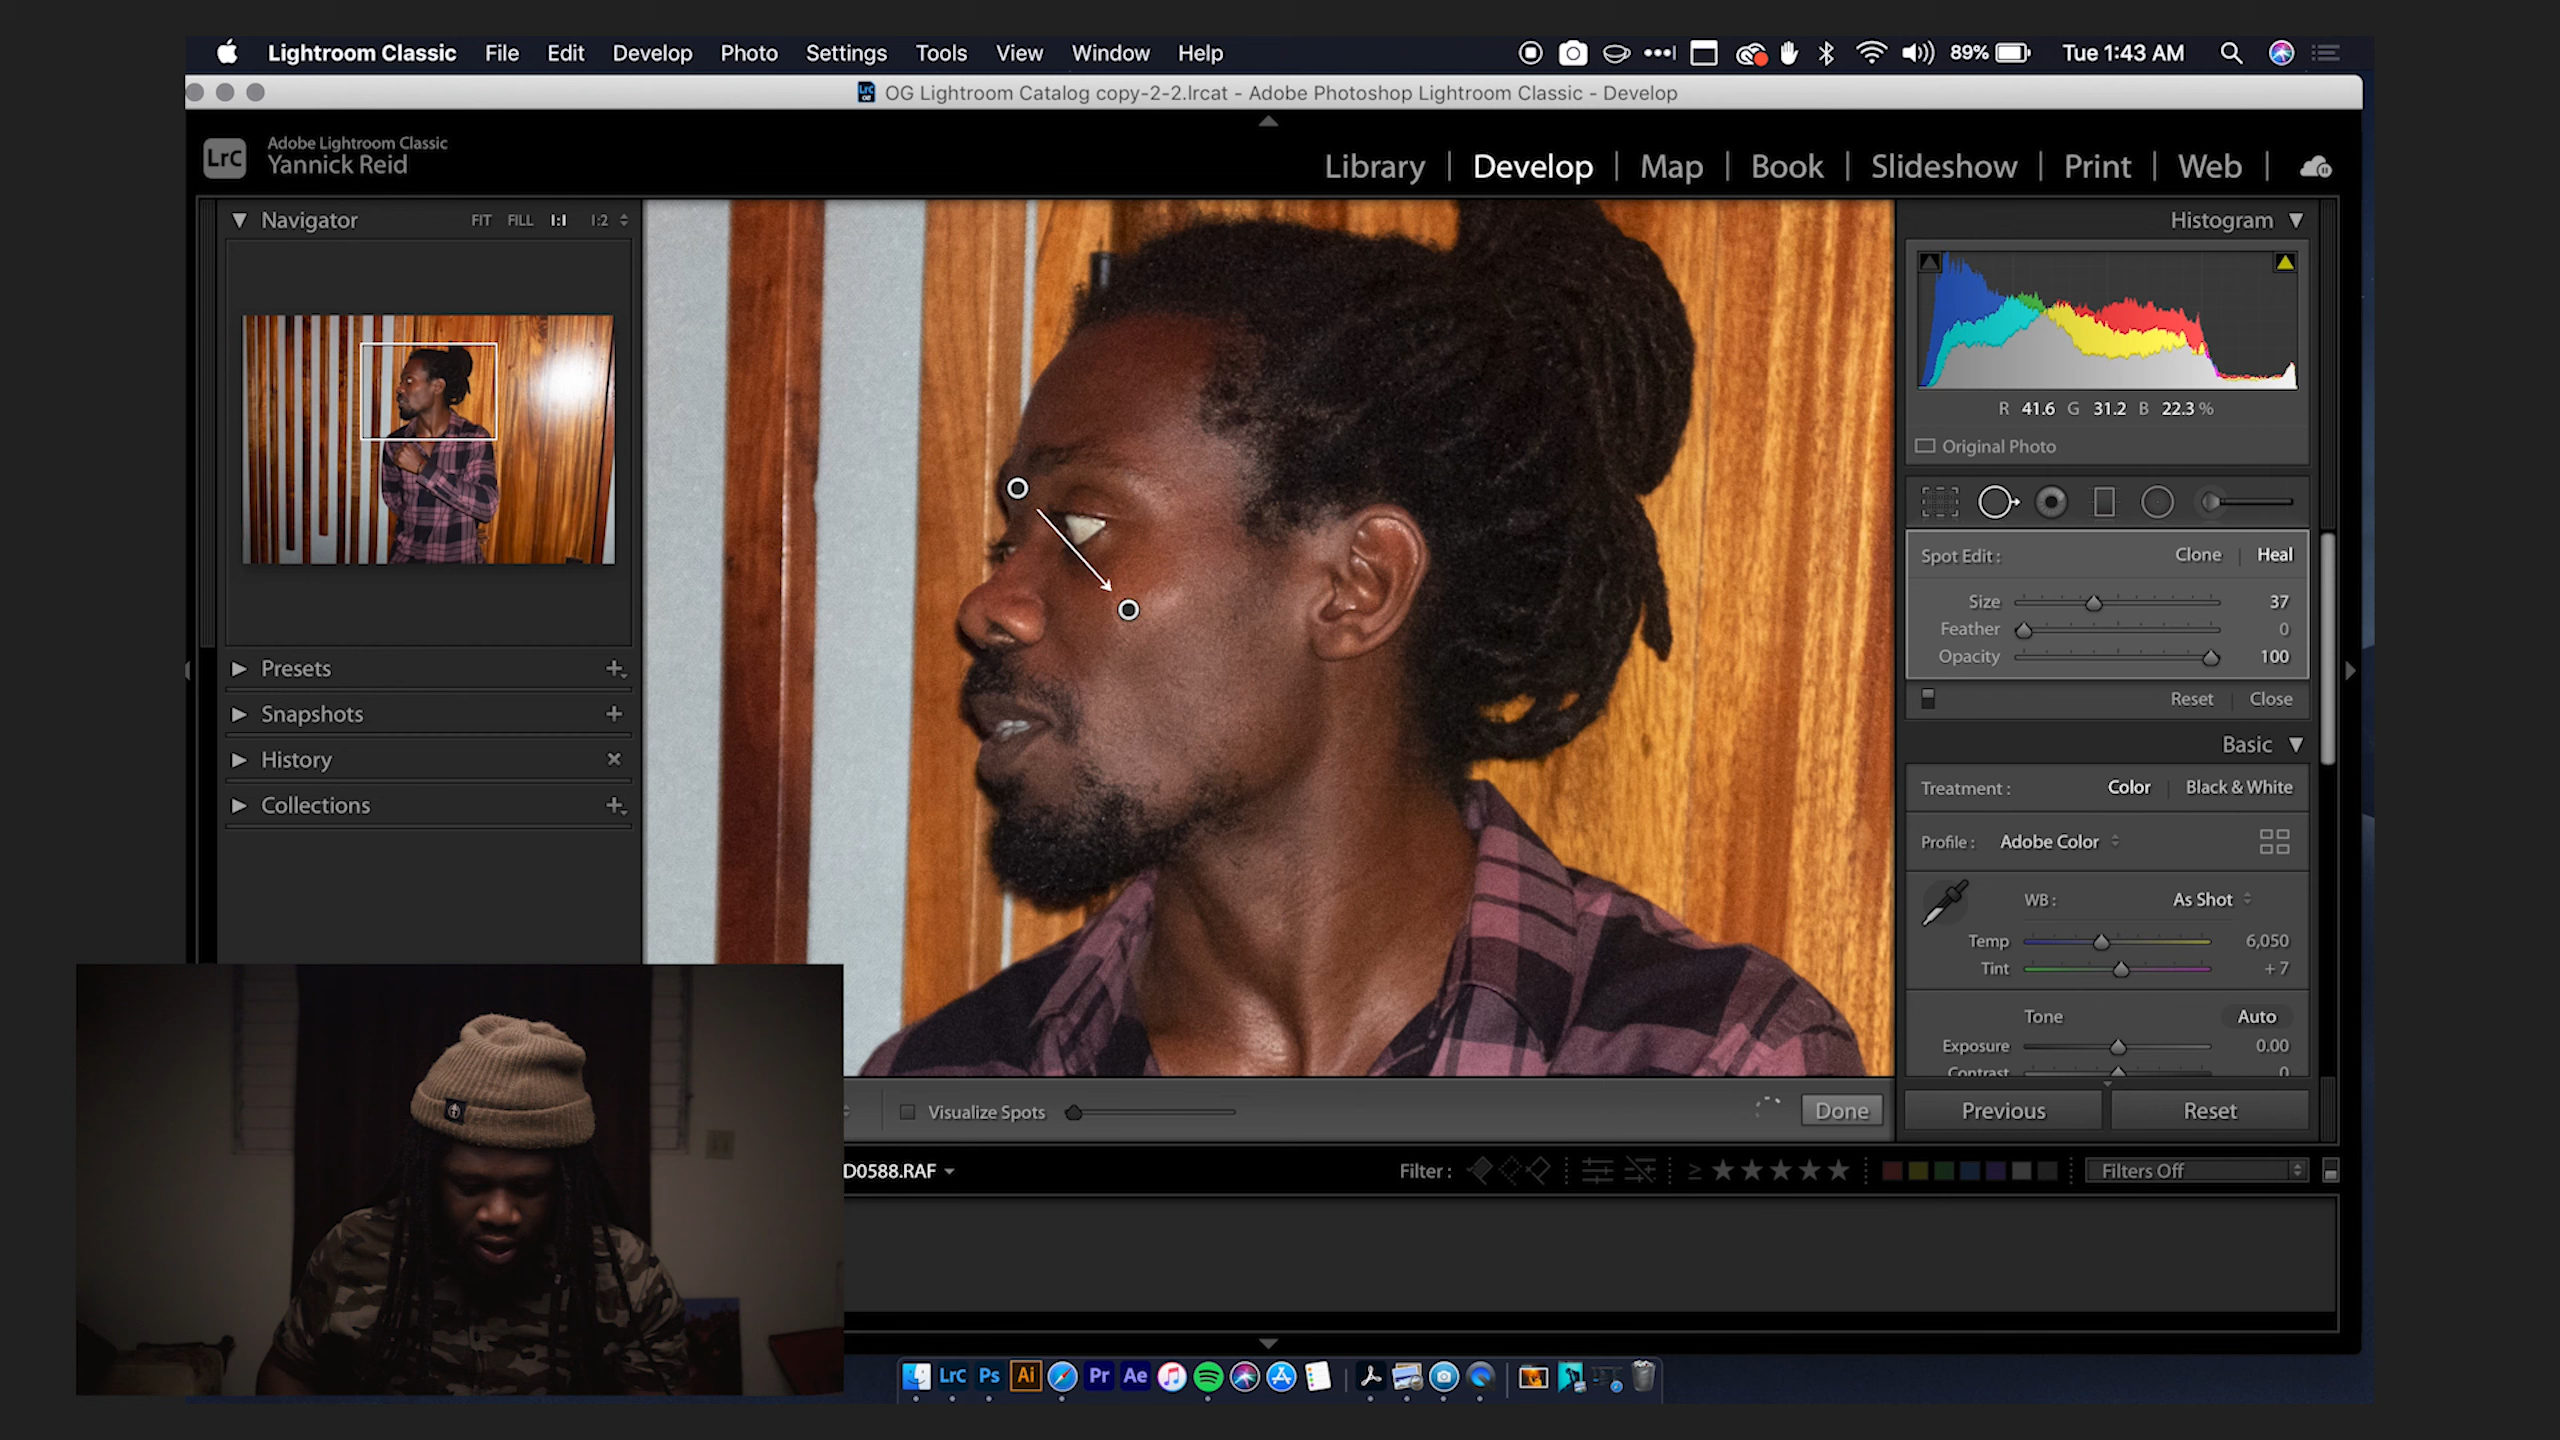 Lightroom Classic File Edit Develop Photo Settings Tools View Window Help 89% Tue 1:43 AM
OG Lightroom Catalog copy-2-2.lrcat - Adobe Photoshop Lightroom Classic - Develop
LrC
Adobe Lightroom Classic
Yannick Reid
Library | Develop | Map | Book | Slideshow | Print | Web |
Navigator FIT FILL 1:1 1:2
Presets
Snapshots
History
Collections
Histogram
R 41.6 G 31.2 B 22.3 %
Original Photo
Spot Edit : Clone | Heal
Size 37
Feather 0
Opacity 100
Reset | Close
Basic
Treatment : Color | Black & White
Profile : Adobe Color
WB : As Shot
Temp 6,050
Tint + 7
Tone Auto
Exposure 0.00
Contrast 0
Visualize Spots Done
Previous Reset
D0588.RAF Filter : ≥ ★★★★★ Filters Off
LrC Ps Ai Pr Ae